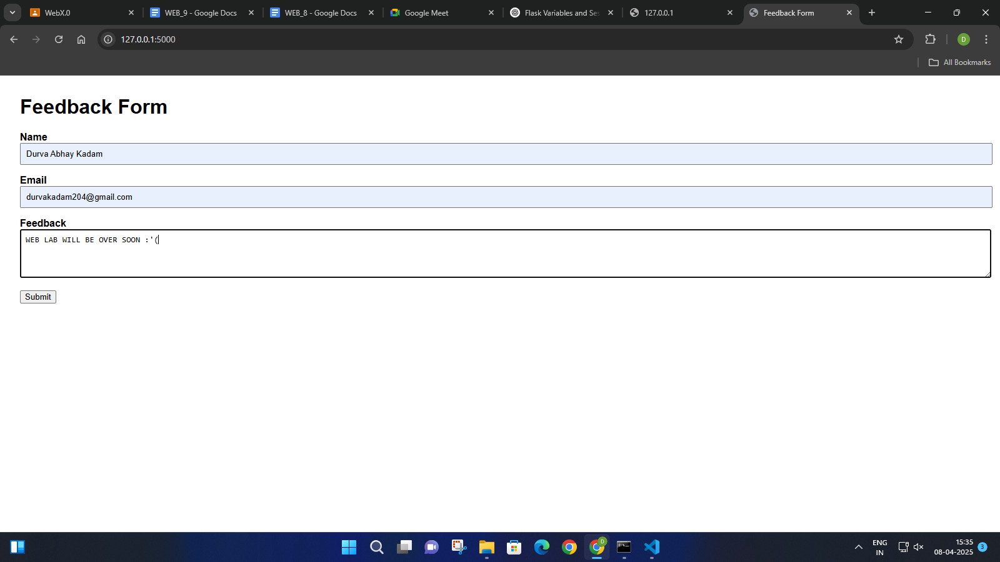 WebX.0
WEB_9 - Google Docs
WEB_8 - Google Docs
Google Meet
Flask Variables and Ses
127.0.0.1
Feedback Form
127.0.0.1:5000
D
All Bookmarks
Feedback Form
Name
Durva Abhay Kadam
Email
durvakadam204@gmail.com
Feedback
WEB LAB WILL BE OVER SOON :'(
Submit
D
ENG
IN
15:35
08-04-2025
3